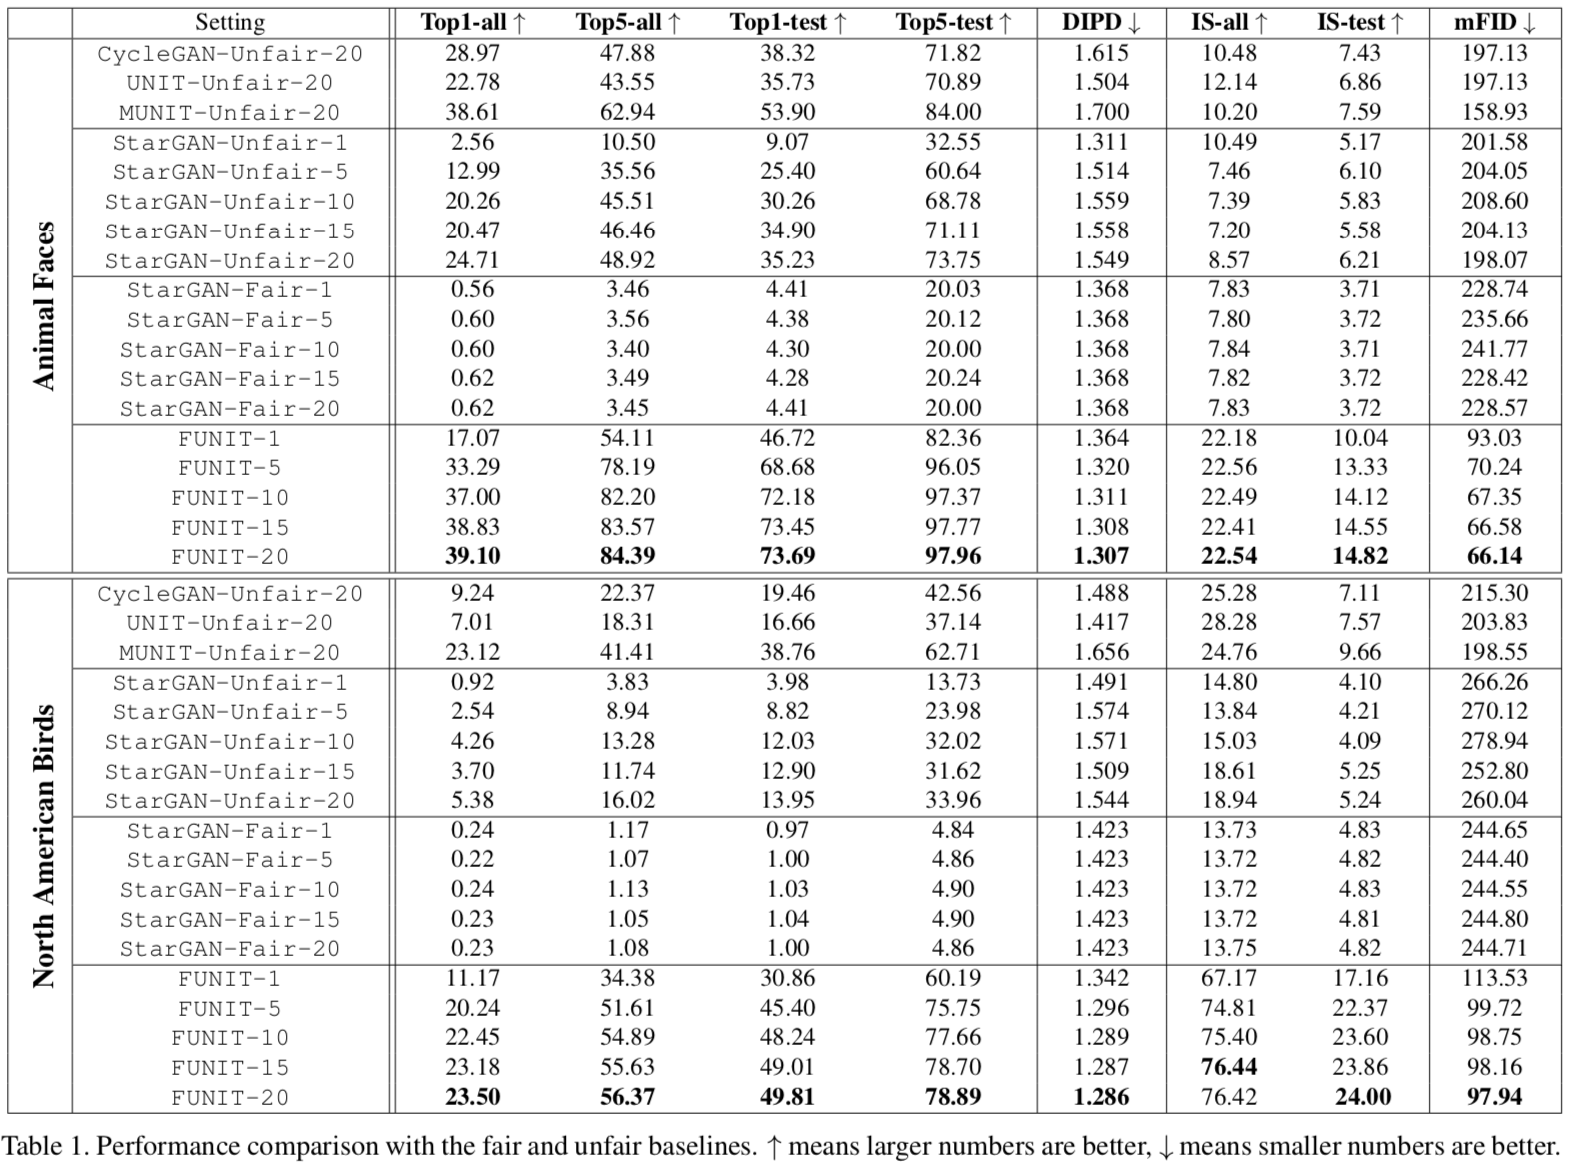 Setting Top1-all ↑ Top5-all ↑ Top1-test ↑ Top5-test ↑ DIPD ↓ IS-all ↑ IS-test ↑ mFID ↓
Animal Faces
CycleGAN-Unfair-20 28.97 47.88 38.32 71.82 1.615 10.48 7.43 197.13
UNIT-Unfair-20 22.78 43.55 35.73 70.89 1.504 12.14 6.86 197.13
MUNIT-Unfair-20 38.61 62.94 53.90 84.00 1.700 10.20 7.59 158.93
StarGAN-Unfair-1 2.56 10.50 9.07 32.55 1.311 10.49 5.17 201.58
StarGAN-Unfair-5 12.99 35.56 25.40 60.64 1.514 7.46 6.10 204.05
StarGAN-Unfair-10 20.26 45.51 30.26 68.78 1.559 7.39 5.83 208.60
StarGAN-Unfair-15 20.47 46.46 34.90 71.11 1.558 7.20 5.58 204.13
StarGAN-Unfair-20 24.71 48.92 35.23 73.75 1.549 8.57 6.21 198.07
StarGAN-Fair-1 0.56 3.46 4.41 20.03 1.368 7.83 3.71 228.74
StarGAN-Fair-5 0.60 3.56 4.38 20.12 1.368 7.80 3.72 235.66
StarGAN-Fair-10 0.60 3.40 4.30 20.00 1.368 7.84 3.71 241.77
StarGAN-Fair-15 0.62 3.49 4.28 20.24 1.368 7.82 3.72 228.42
StarGAN-Fair-20 0.62 3.45 4.41 20.00 1.368 7.83 3.72 228.57
FUNIT-1 17.07 54.11 46.72 82.36 1.364 22.18 10.04 93.03
FUNIT-5 33.29 78.19 68.68 96.05 1.320 22.56 13.33 70.24
FUNIT-10 37.00 82.20 72.18 97.37 1.311 22.49 14.12 67.35
FUNIT-15 38.83 83.57 73.45 97.77 1.308 22.41 14.55 66.58
FUNIT-20 39.10 84.39 73.69 97.96 1.307 22.54 14.82 66.14
North American Birds
CycleGAN-Unfair-20 9.24 22.37 19.46 42.56 1.488 25.28 7.11 215.30
UNIT-Unfair-20 7.01 18.31 16.66 37.14 1.417 28.28 7.57 203.83
MUNIT-Unfair-20 23.12 41.41 38.76 62.71 1.656 24.76 9.66 198.55
StarGAN-Unfair-1 0.92 3.83 3.98 13.73 1.491 14.80 4.10 266.26
StarGAN-Unfair-5 2.54 8.94 8.82 23.98 1.574 13.84 4.21 270.12
StarGAN-Unfair-10 4.26 13.28 12.03 32.02 1.571 15.03 4.09 278.94
StarGAN-Unfair-15 3.70 11.74 12.90 31.62 1.509 18.61 5.25 252.80
StarGAN-Unfair-20 5.38 16.02 13.95 33.96 1.544 18.94 5.24 260.04
StarGAN-Fair-1 0.24 1.17 0.97 4.84 1.423 13.73 4.83 244.65
StarGAN-Fair-5 0.22 1.07 1.00 4.86 1.423 13.72 4.82 244.40
StarGAN-Fair-10 0.24 1.13 1.03 4.90 1.423 13.72 4.83 244.55
StarGAN-Fair-15 0.23 1.05 1.04 4.90 1.423 13.72 4.81 244.80
StarGAN-Fair-20 0.23 1.08 1.00 4.86 1.423 13.75 4.82 244.71
FUNIT-1 11.17 34.38 30.86 60.19 1.342 67.17 17.16 113.53
FUNIT-5 20.24 51.61 45.40 75.75 1.296 74.81 22.37 99.72
FUNIT-10 22.45 54.89 48.24 77.66 1.289 75.40 23.60 98.75
FUNIT-15 23.18 55.63 49.01 78.70 1.287 76.44 23.86 98.16
FUNIT-20 23.50 56.37 49.81 78.89 1.286 76.42 24.00 97.94
Table 1. Performance comparison with the fair and unfair baselines. ↑ means larger numbers are better, ↓ means smaller numbers are better.